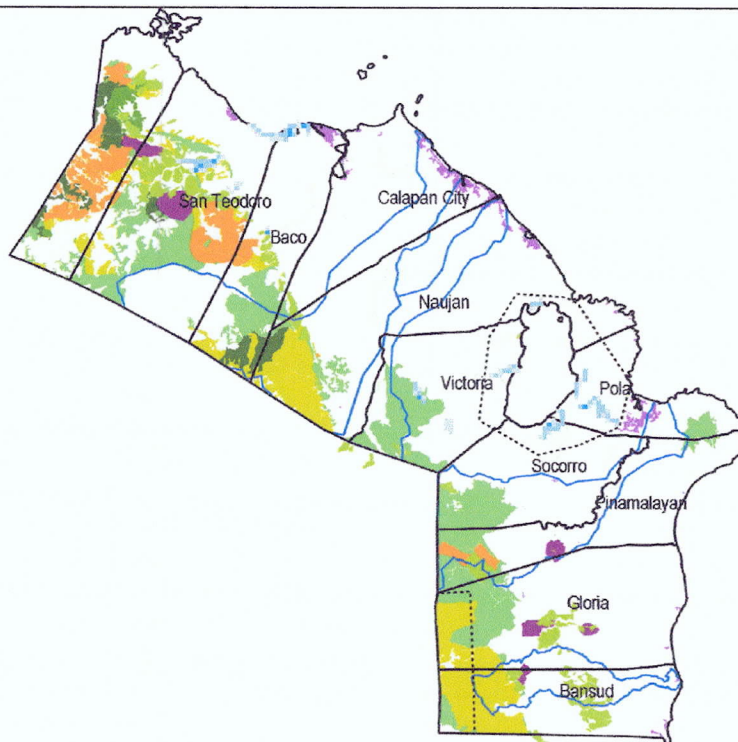 San Teodoro
Calapan City
Baco
Naujan
Victoria
Pola
Socorro
Pinamalayan
Gloria
Bansud